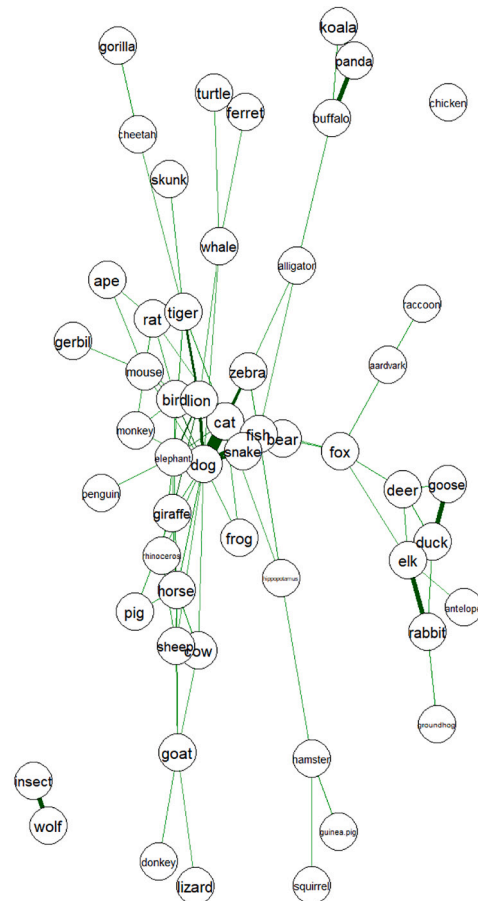 koala
gorilla
panda
turtle
ferret
chicken
buffalo
cheetah
skunk
whale
alligator
ape
raccoon
tiger
rat
gerbil
aardvark
mouse
zebra
bird
lion
cat
monkey
fish
bear
snake
fox
elephant
dog
penguin
deer
goose
giraffe
frog
duck
rhinoceros
elk
hippopotamus
horse
pig
antelope
rabbit
sheep
cow
groundhog
goat
hamster
insect
wolf
guinea.pig
donkey
lizard
squirrel